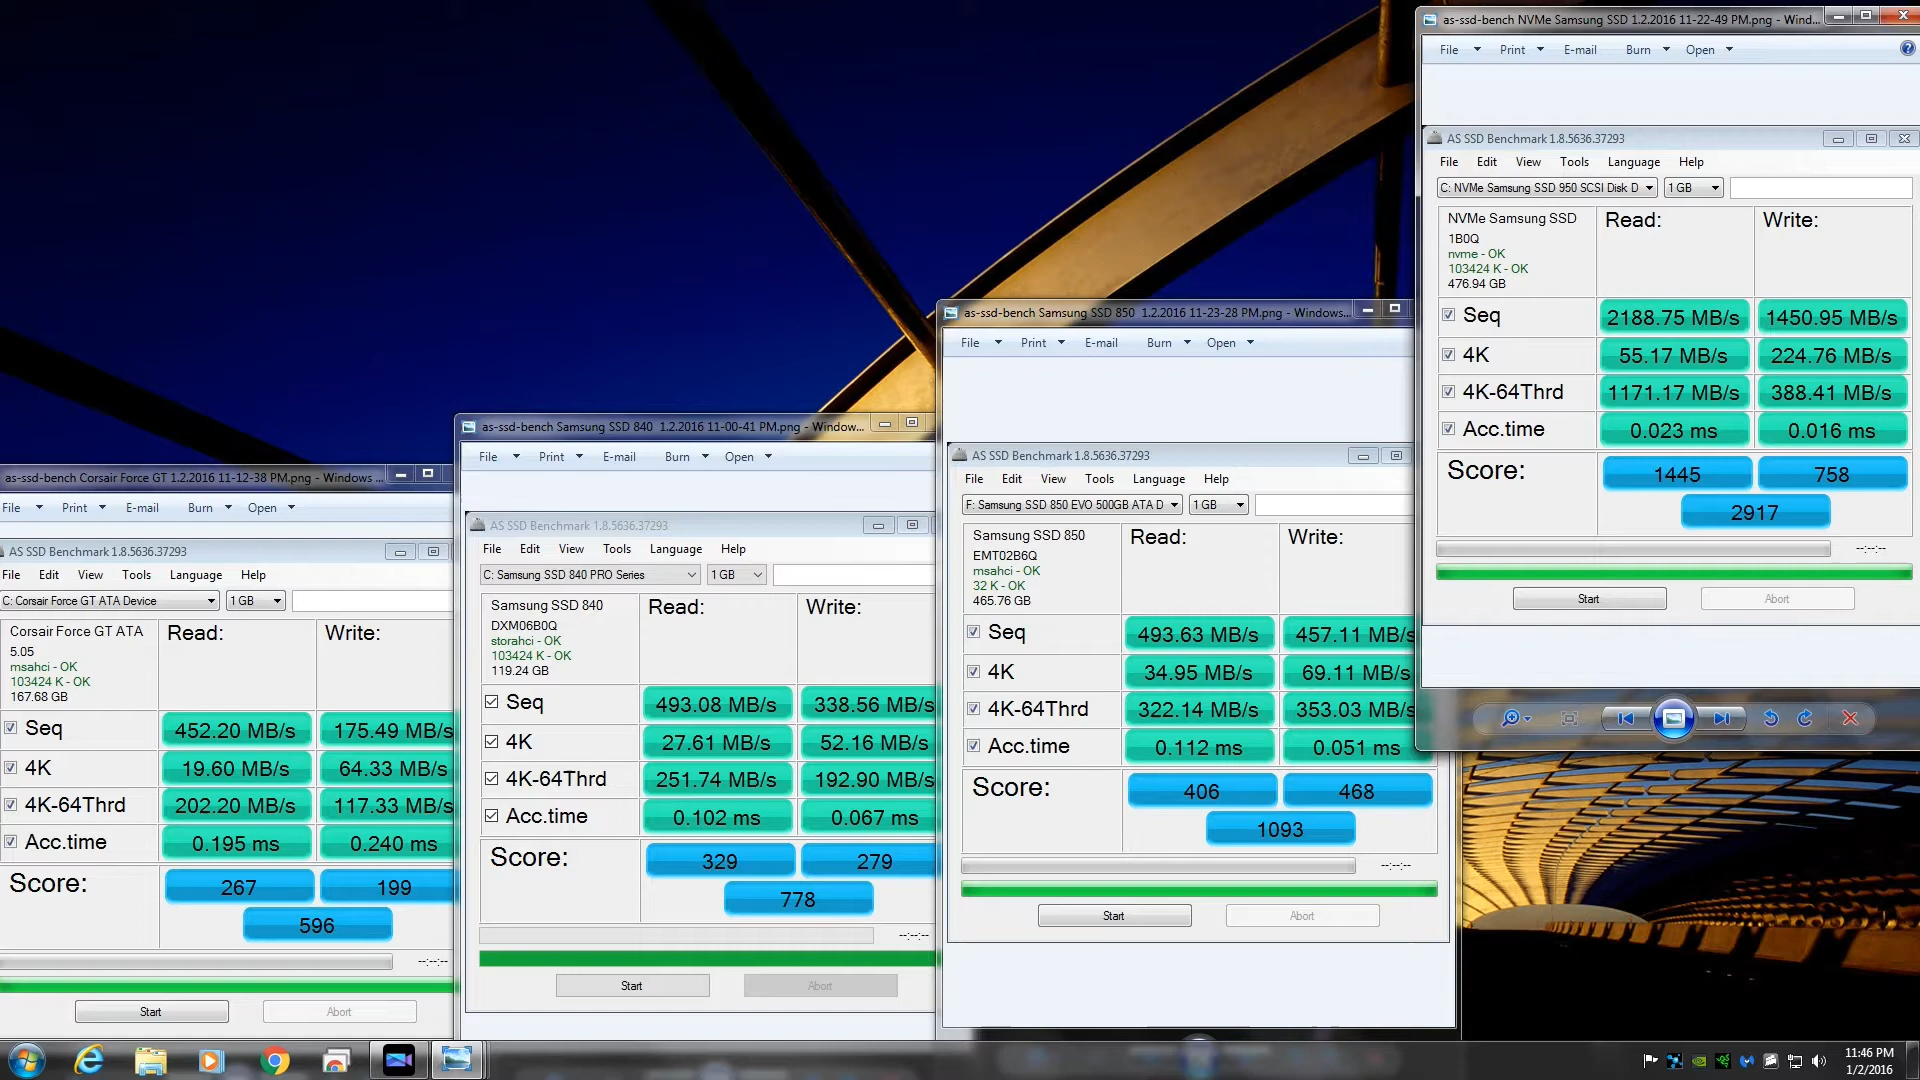 as-ssd-bench Corsair Force GT 1.2.2016 11-12-38 PM.png - Windows ...
File Print E-mail Burn Open
AS SSD Benchmark 1.8.5636.37293
File Edit View Tools Language Help
C: Corsair Force GT ATA Device 1 GB
Corsair Force GT ATA
5.05
msahci - OK
103424 K - OK
167.68 GB
Read: Write:
Seq 452.20 MB/s 175.49 MB/s
4K 19.60 MB/s 64.33 MB/s
4K-64Thrd 202.20 MB/s 117.33 MB/s
Acc.time 0.195 ms 0.240 ms
Score: 267 199
596
--:--:--
Start Abort
as-ssd-bench Samsung SSD 840 1.2.2016 11-00-41 PM.png - Window...
File Print E-mail Burn Open
AS SSD Benchmark 1.8.5636.37293
File Edit View Tools Language Help
C: Samsung SSD 840 PRO Series 1 GB
Samsung SSD 840
DXM06B0Q
storahci - OK
103424 K - OK
119.24 GB
Read: Write:
Seq 493.08 MB/s 338.56 MB/s
4K 27.61 MB/s 52.16 MB/s
4K-64Thrd 251.74 MB/s 192.90 MB/s
Acc.time 0.102 ms 0.067 ms
Score: 329 279
778
--:--:--
Start Abort
as-ssd-bench Samsung SSD 850 1.2.2016 11-23-28 PM.png - Windows...
File Print E-mail Burn Open
AS SSD Benchmark 1.8.5636.37293
File Edit View Tools Language Help
F: Samsung SSD 850 EVO 500GB ATA D 1 GB
Samsung SSD 850
EMT02B6Q
msahci - OK
32 K - OK
465.76 GB
Read: Write:
Seq 493.63 MB/s 457.11 MB/s
4K 34.95 MB/s 69.11 MB/s
4K-64Thrd 322.14 MB/s 353.03 MB/s
Acc.time 0.112 ms 0.051 ms
Score: 406 468
1093
--:--:--
Start Abort
as-ssd-bench NVMe Samsung SSD 1.2.2016 11-22-49 PM.png - Wind...
File Print E-mail Burn Open
AS SSD Benchmark 1.8.5636.37293
File Edit View Tools Language Help
C: NVMe Samsung SSD 950 SCSI Disk D 1 GB
NVMe Samsung SSD
1B0Q
nvme - OK
103424 K - OK
476.94 GB
Read: Write:
Seq 2188.75 MB/s 1450.95 MB/s
4K 55.17 MB/s 224.76 MB/s
4K-64Thrd 1171.17 MB/s 388.41 MB/s
Acc.time 0.023 ms 0.016 ms
Score: 1445 758
2917
--:--:--
Start Abort
11:46 PM
1/2/2016